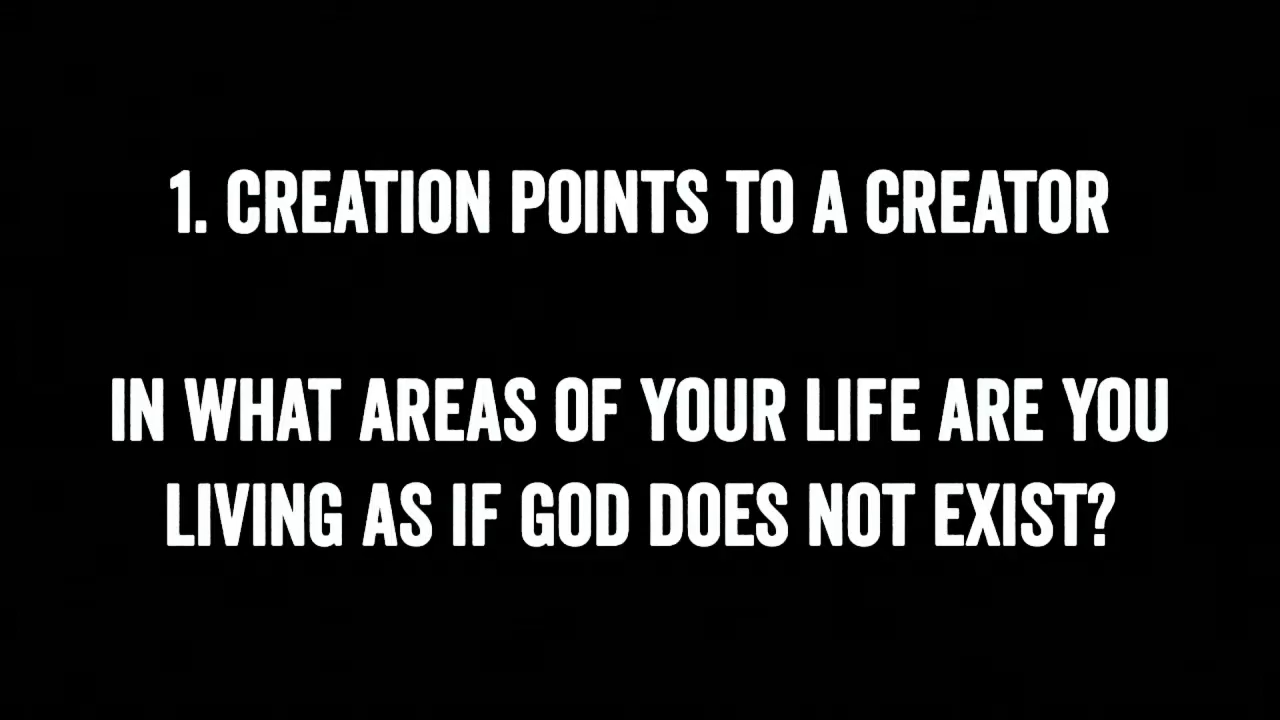 1. CREATION POINTS TO A CREATOR
IN WHAT AREAS OF YOUR LIFE ARE YOU
LIVING AS IF GOD DOES NOT EXIST?